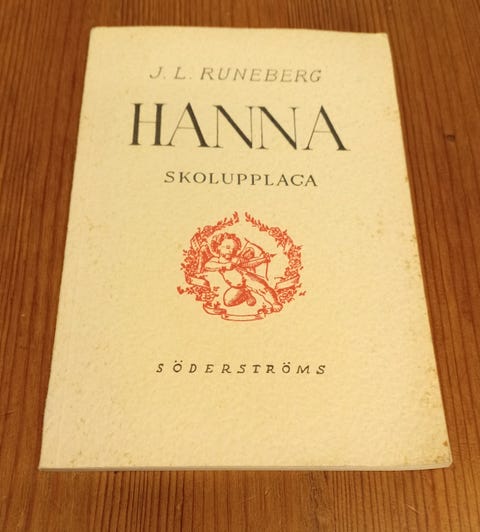 J. L. RUNEBERG
HANNA
SKOLUPPLAGA
SÖDERSTRÖMS